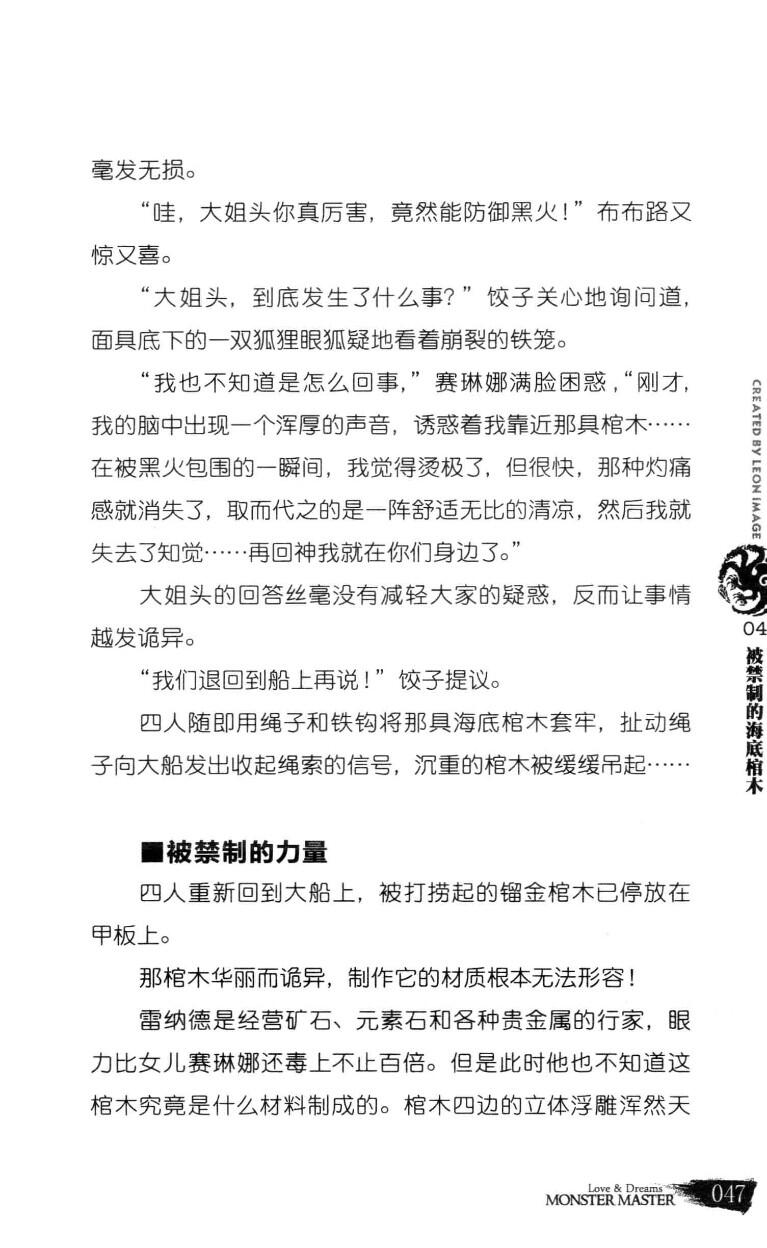 毫发无损。
“哇，大姐头你真厉害，竟然能防御黑火！”布布路又
惊又喜。
“大姐头，到底发生了什么事？”饺子关心地询问道，
面具底下的一双狐狸眼狐疑地看着崩裂的铁笼。
“我也不知道是怎么回事，”赛琳娜满脸困惑，“刚才，
我的脑中出现一个浑厚的声音，诱惑着我靠近那具棺木……
在被黑火包围的一瞬间，我觉得烫极了，但很快，那种灼痛
感就消失了，取而代之的是一阵舒适无比的清凉，然后我就
失去了知觉……再回神我就在你们身边了。”
大姐头的回答丝毫没有减轻大家的疑惑，反而让事情
越发诡异。
“我们退回到船上再说！”饺子提议。
四人随即用绳子和铁钩将那具海底棺木套牢，扯动绳
子向大船发出收起绳索的信号，沉重的棺木被缓缓吊起……
■被禁制的力量
四人重新回到大船上，被打捞起的镏金棺木已停放在
甲板上。
那棺木华丽而诡异，制作它的材质根本无法形容！
雷纳德是经营矿石、元素石和各种贵金属的行家，眼
力比女儿赛琳娜还毒上不止百倍。但是此时他也不知道这
棺木究竟是什么材料制成的。棺木四边的立体浮雕浑然天
CREATED BY LEON IMAGE
04
被禁制的海底棺木
Love & Dreams
MONSTER MASTER
047